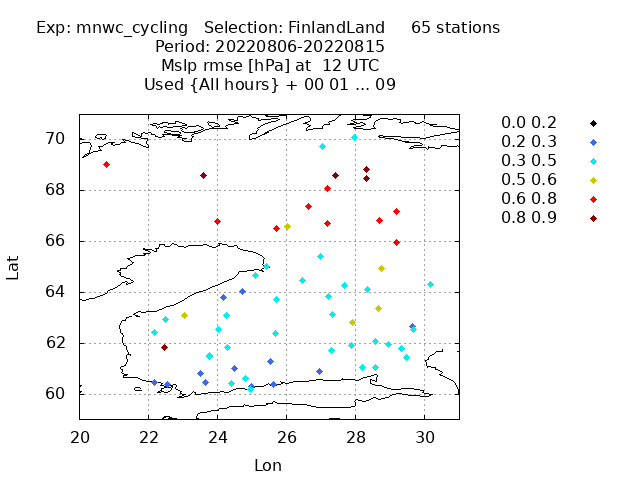 Exp: mnwc_cycling   Selection: FinlandLand     65 stations
Period: 20220806-20220815
Mslp rmse [hPa] at  12 UTC
Used {All hours} + 00 01 ... 09
0.0 0.2
0.2 0.3
0.3 0.5
0.5 0.6
0.6 0.8
0.8 0.9
70
68
66
64
62
60
Lat
20 22 24 26 28 30
Lon